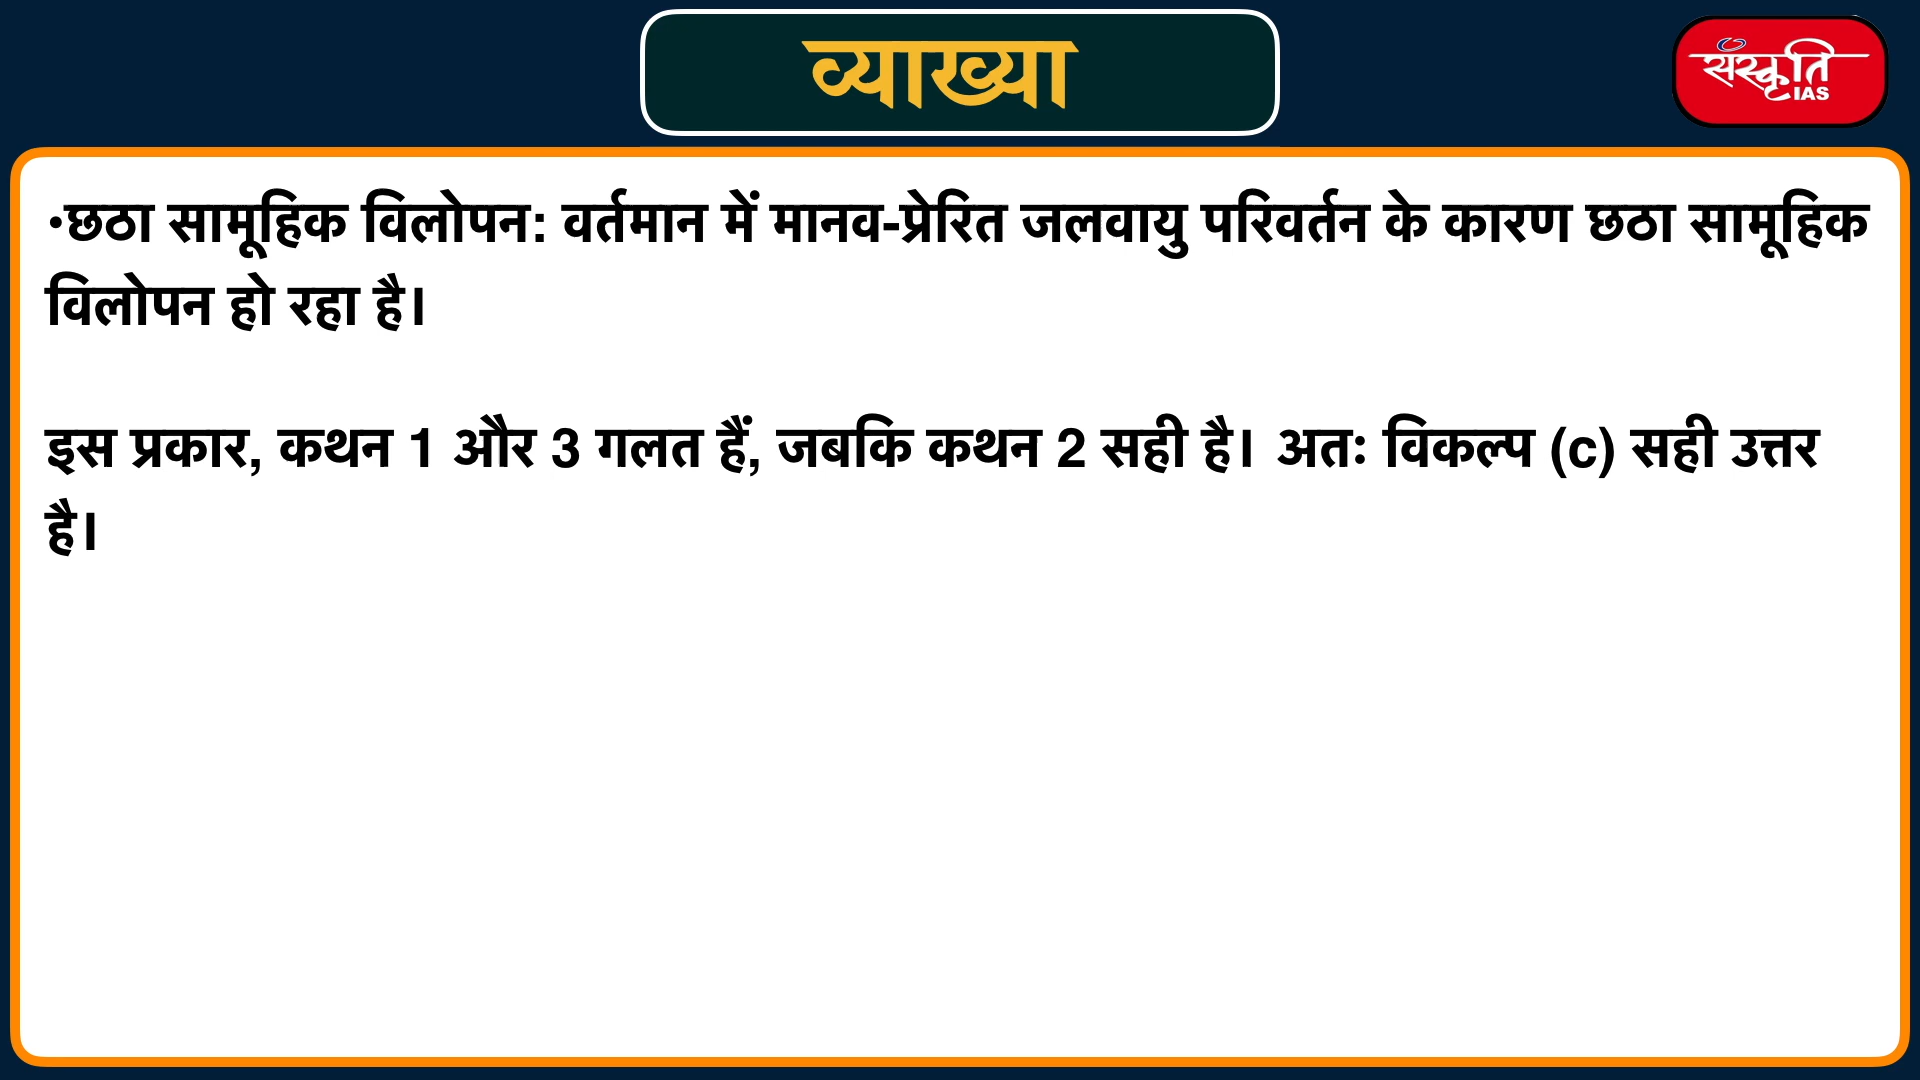 व्याख्या
संस्कृति
IAS
•छठा सामूहिक विलोपन: वर्तमान में मानव-प्रेरित जलवायु परिवर्तन के कारण छठा सामूहिक
विलोपन हो रहा है।
इस प्रकार, कथन 1 और 3 गलत हैं, जबकि कथन 2 सही है। अतः विकल्प (c) सही उत्तर
है।